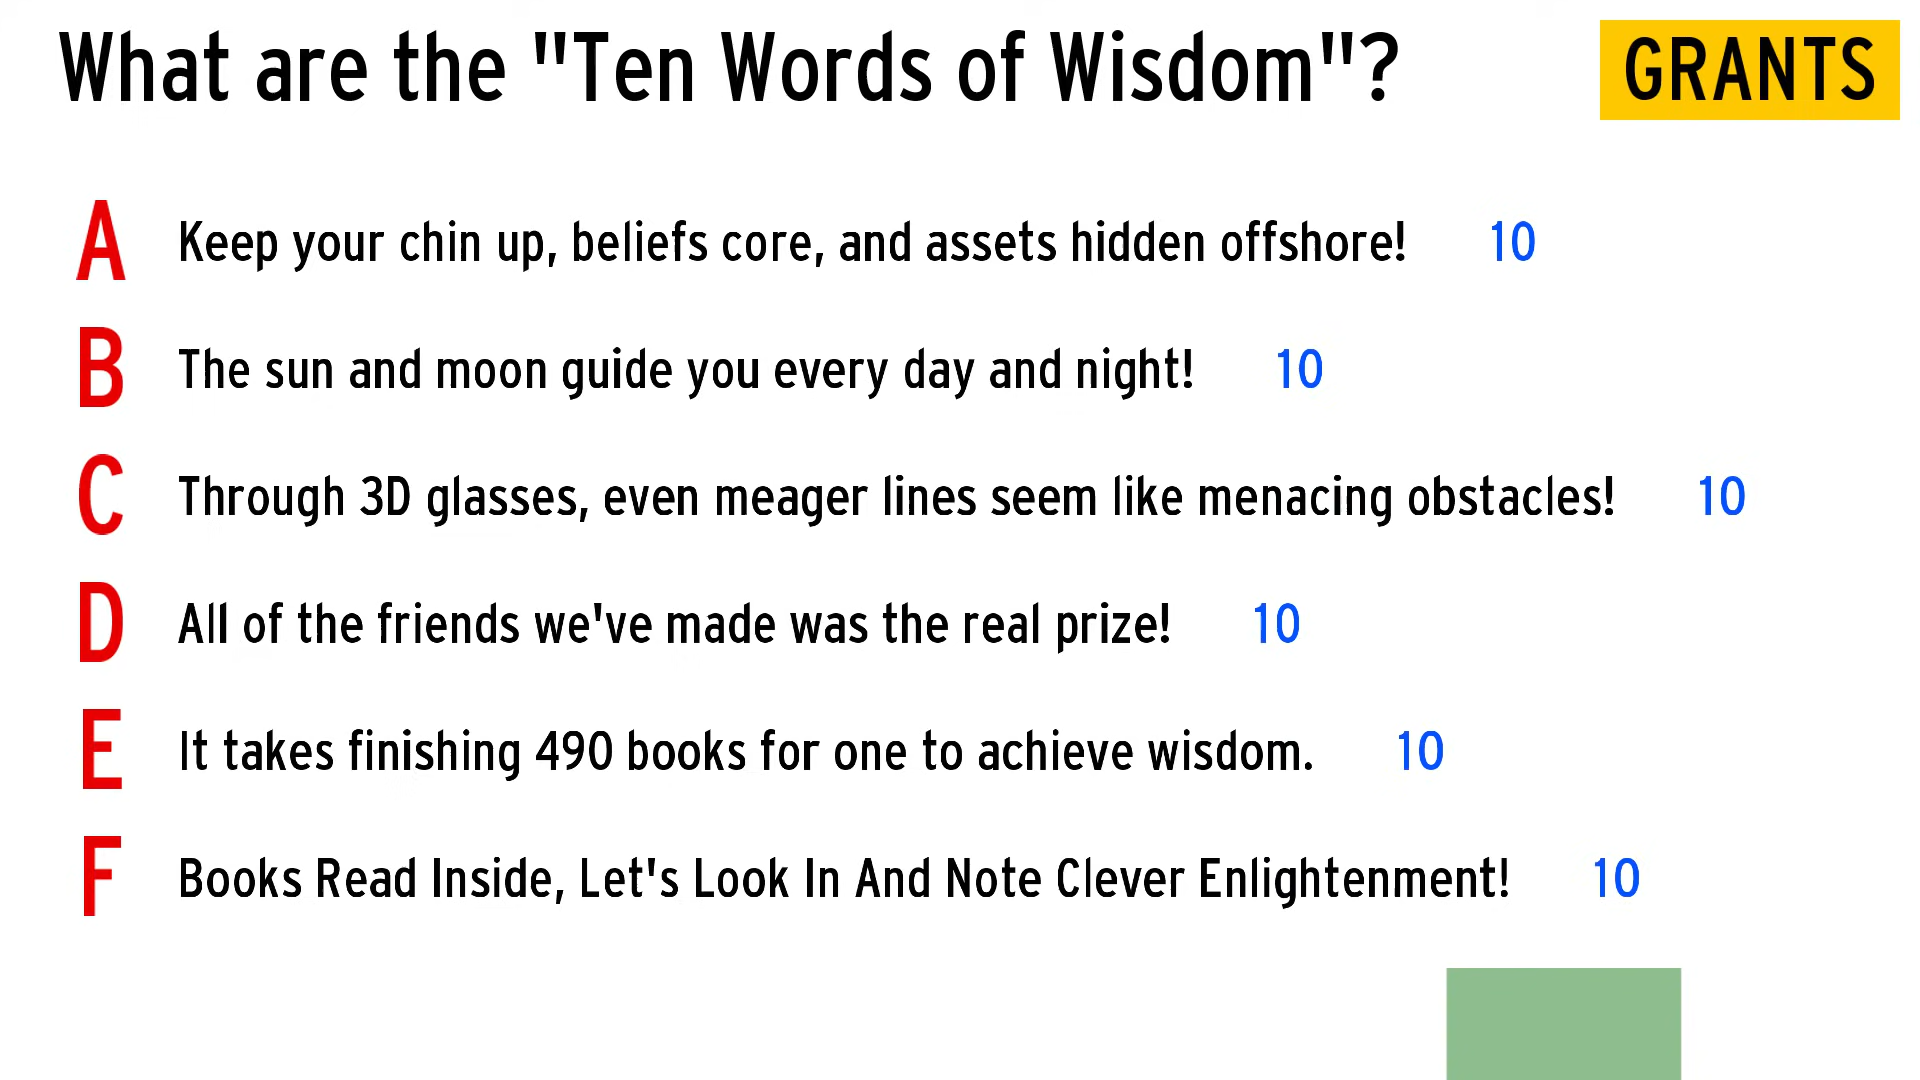 What are the "Ten Words of Wisdom"?
GRANTS
A Keep your chin up, beliefs core, and assets hidden offshore! 10
B The sun and moon guide you every day and night! 10
C Through 3D glasses, even meager lines seem like menacing obstacles! 10
D All of the friends we've made was the real prize! 10
E It takes finishing 490 books for one to achieve wisdom. 10
F Books Read Inside, Let's Look In And Note Clever Enlightenment! 10